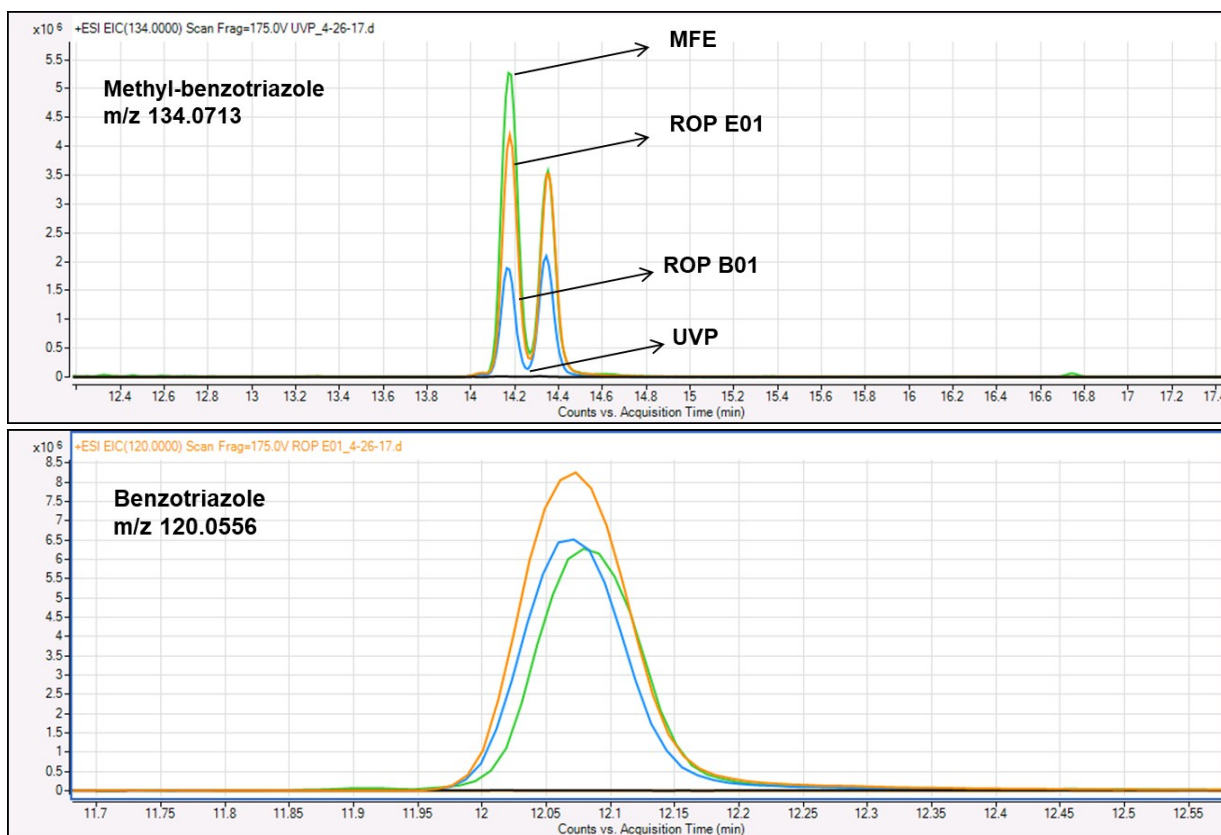 x10 6
+ESI EIC(134.0000) Scan Frag=175.0V UVP_4-26-17.d
5.5
5
4.5
4
3.5
3
2.5
2
1.5
1
0.5
0
Methyl-benzotriazole
m/z 134.0713
MFE
ROP E01
ROP B01
UVP
12.4 12.6 12.8 13 13.2 13.4 13.6 13.8 14 14.2 14.4 14.6 14.8 15 15.2 15.4 15.6 15.8 16 16.2 16.4 16.6 16.8 17 17.2 17.4
Counts vs. Acquisition Time (min)
x10 6
+ESI EIC(120.0000) Scan Frag=175.0V ROP E01_4-26-17.d
8.5
8
7.5
7
6.5
6
5.5
5
4.5
4
3.5
3
2.5
2
1.5
1
0.5
0
Benzotriazole
m/z 120.0556
11.7 11.75 11.8 11.85 11.9 11.95 12 12.05 12.1 12.15 12.2 12.25 12.3 12.35 12.4 12.45 12.5 12.55
Counts vs. Acquisition Time (min)